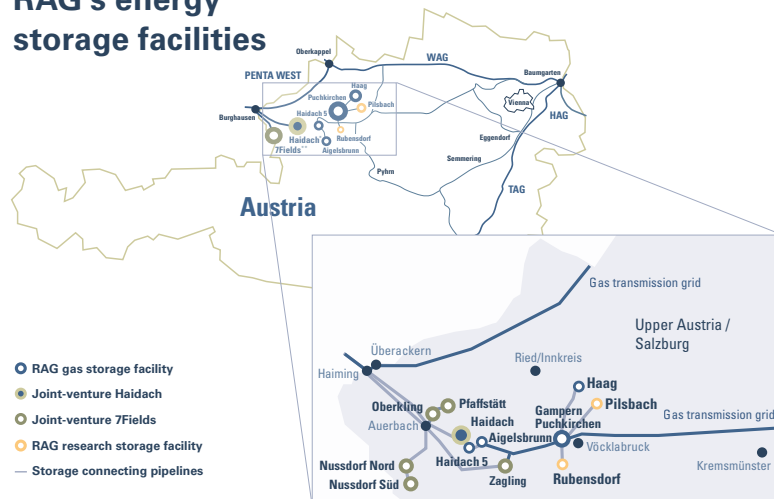 RAG's energy
storage facilities
Oberkappel
WAG
PENTA WEST
Baumgarten
Haag
Puchkirchen
Pilsbach
Vienna
Burghausen
Haidach 5
HAG
Haidach*
Rubensdorf
Eggendorf
7Fields**
Aigelsbrunn
Semmering
Pyhrn
TAG
Austria
Gas transmission grid
Upper Austria /
Salzburg
Überackern
Haiming
Ried/Innkreis
Haag
Oberkling
Pfaffstätt
Pilsbach
Gampern
Puchkirchen
Gas transmission grid
Haidach
Auerbach
Aigelsbrunn
Vöcklabruck
Haidach 5
Kremsmünster
Nussdorf Nord
Nussdorf Süd
Zagling
Rubensdorf
RAG gas storage facility
Joint-venture Haidach
Joint-venture 7Fields
RAG research storage facility
Storage connecting pipelines